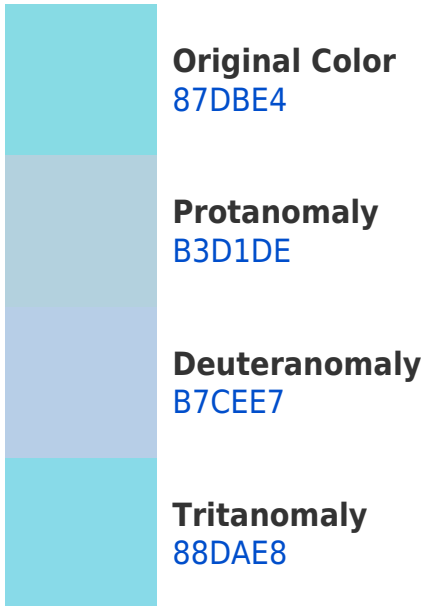 Original Color
87DBE4
Protanomaly
B3D1DE
Deuteranomaly
B7CEE7
Tritanomaly
88DAE8